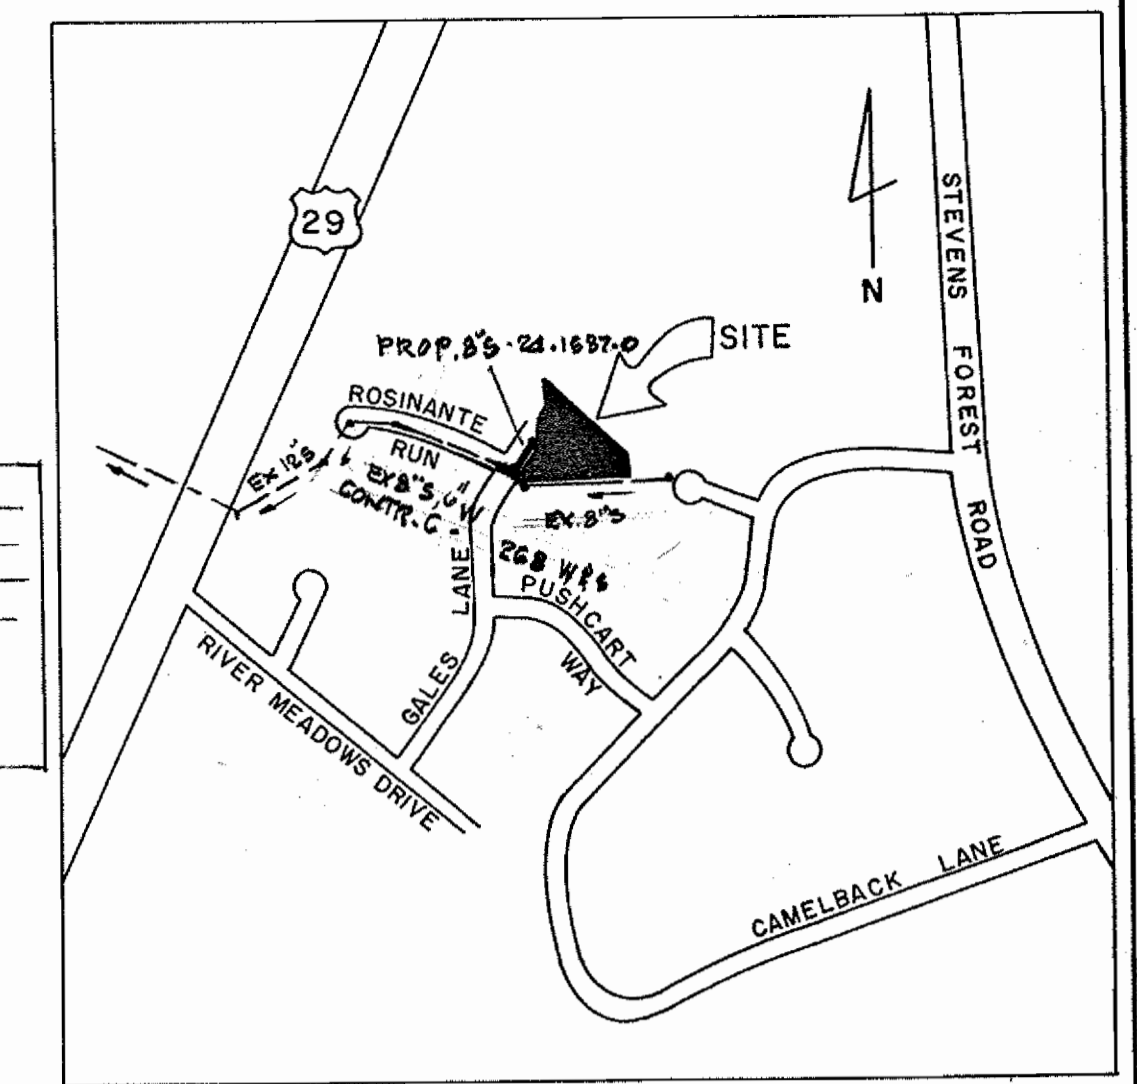 29
STEVENS FOREST ROAD
N
SITE
PROP. 8"S - 24.1587.0
ROSINANTE
RUN
EX 12"S
EX 8"S, 6"W
CONTR. C -
EX. 8"S
268 W&S
PUSHCART
WAY
GALES LANE
RIVER MEADOWS DRIVE
CAMELBACK LANE